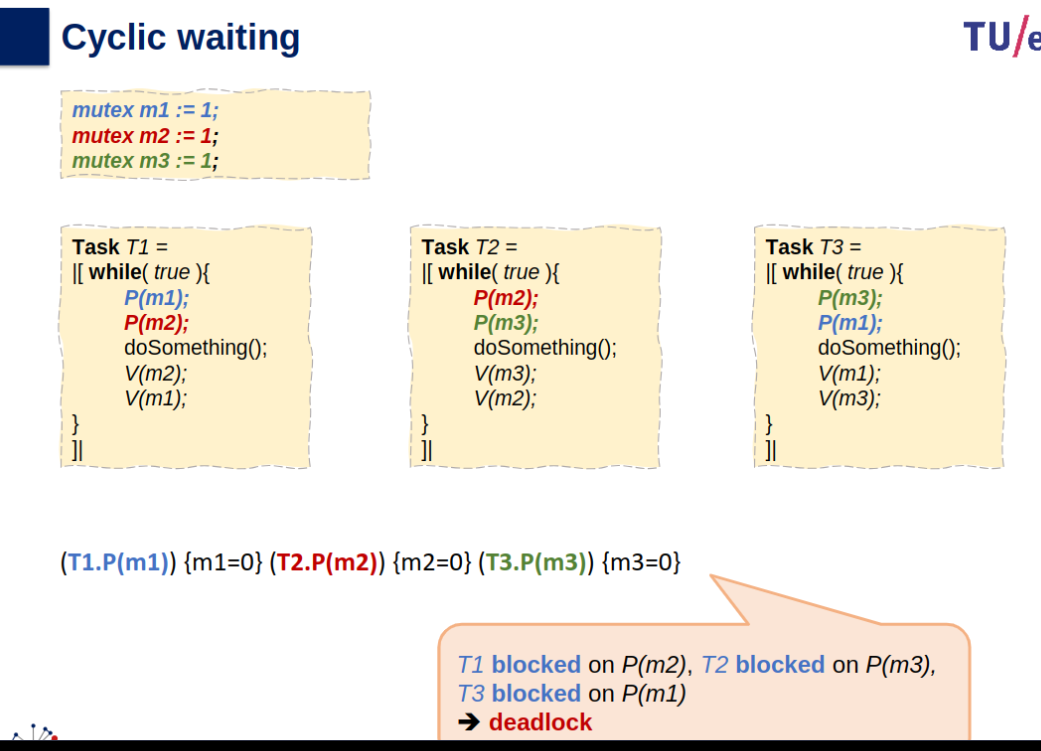 Cyclic waiting
TU/e
mutex m1 := 1;
mutex m2 := 1;
mutex m3 := 1;
Task T1 =
|[ while( true ){
P(m1);
P(m2);
doSomething();
V(m2);
V(m1);
}
]|
Task T2 =
|[ while( true ){
P(m2);
P(m3);
doSomething();
V(m3);
V(m2);
}
]|
Task T3 =
|[ while( true ){
P(m3);
P(m1);
doSomething();
V(m1);
V(m3);
}
]|
(T1.P(m1)) {m1=0} (T2.P(m2)) {m2=0} (T3.P(m3)) {m3=0}
T1 blocked on P(m2), T2 blocked on P(m3),
T3 blocked on P(m1)
➔ deadlock